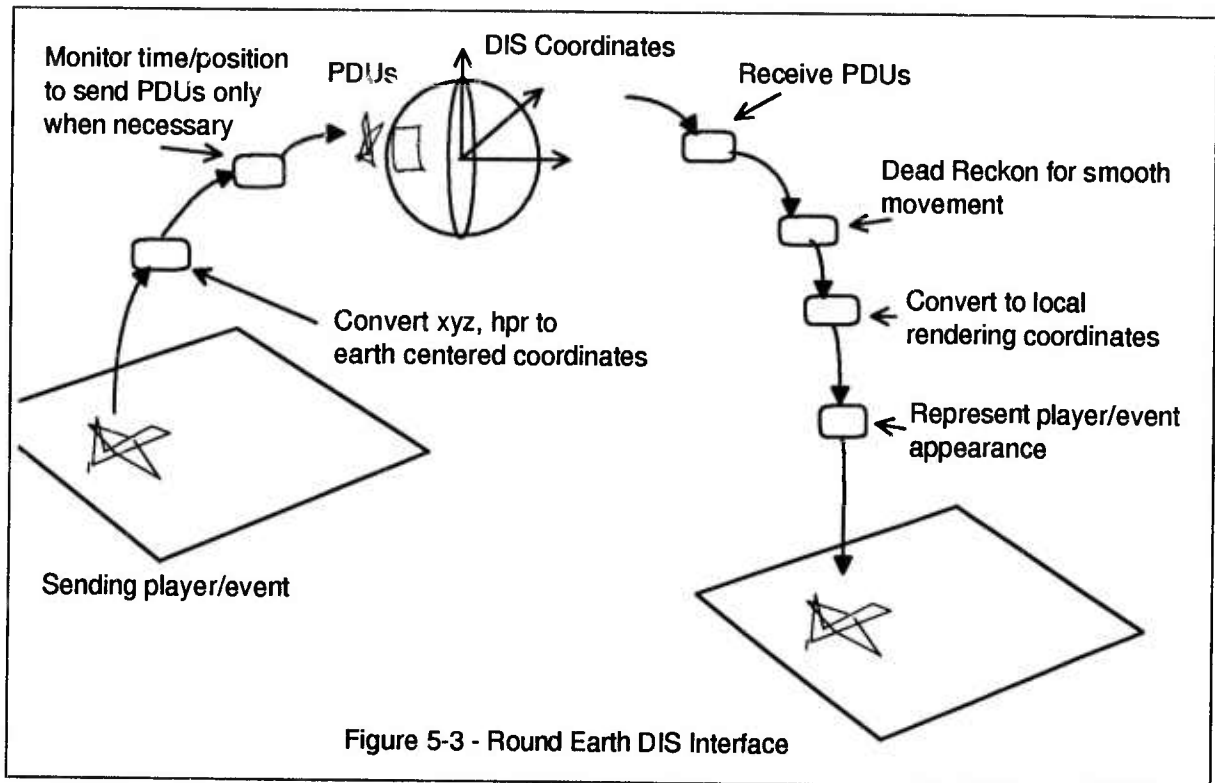 Monitor time/position
to send PDUs only
when necessary
PDUs
DIS Coordinates
Receive PDUs
Dead Reckon for smooth
movement
Convert xyz, hpr to
earth centered coordinates
Convert to local
rendering coordinates
Represent player/event
appearance
Sending player/event
Figure 5-3 - Round Earth DIS Interface